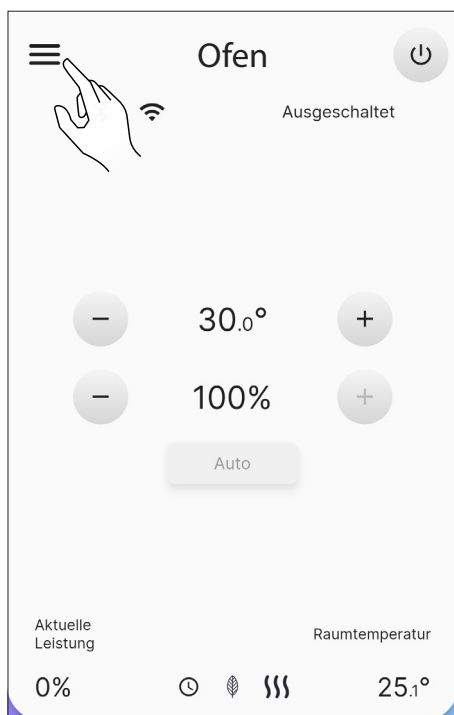 Ofen
Ausgeschaltet
− 30.0° +
− 100% +
Auto
Aktuelle
Leistung
Raumtemperatur
0%
25.1°